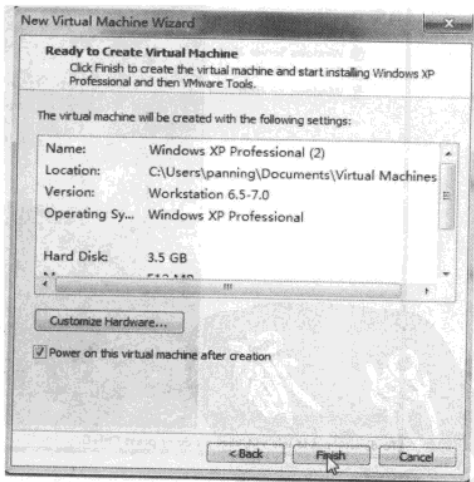 New Virtual Machine Wizard
Ready to Create Virtual Machine
Click Finish to create the virtual machine and start installing Windows XP
Professional and then VMware Tools.
The virtual machine will be created with the following settings:
Name: Windows XP Professional (2)
Location: C:\Users\panning\Documents\Virtual Machines
Version: Workstation 6.5-7.0
Operating Sy... Windows XP Professional
Hard Disk: 3.5 GB
Customize Hardware...
Power on this virtual machine after creation
< Back Finish Cancel